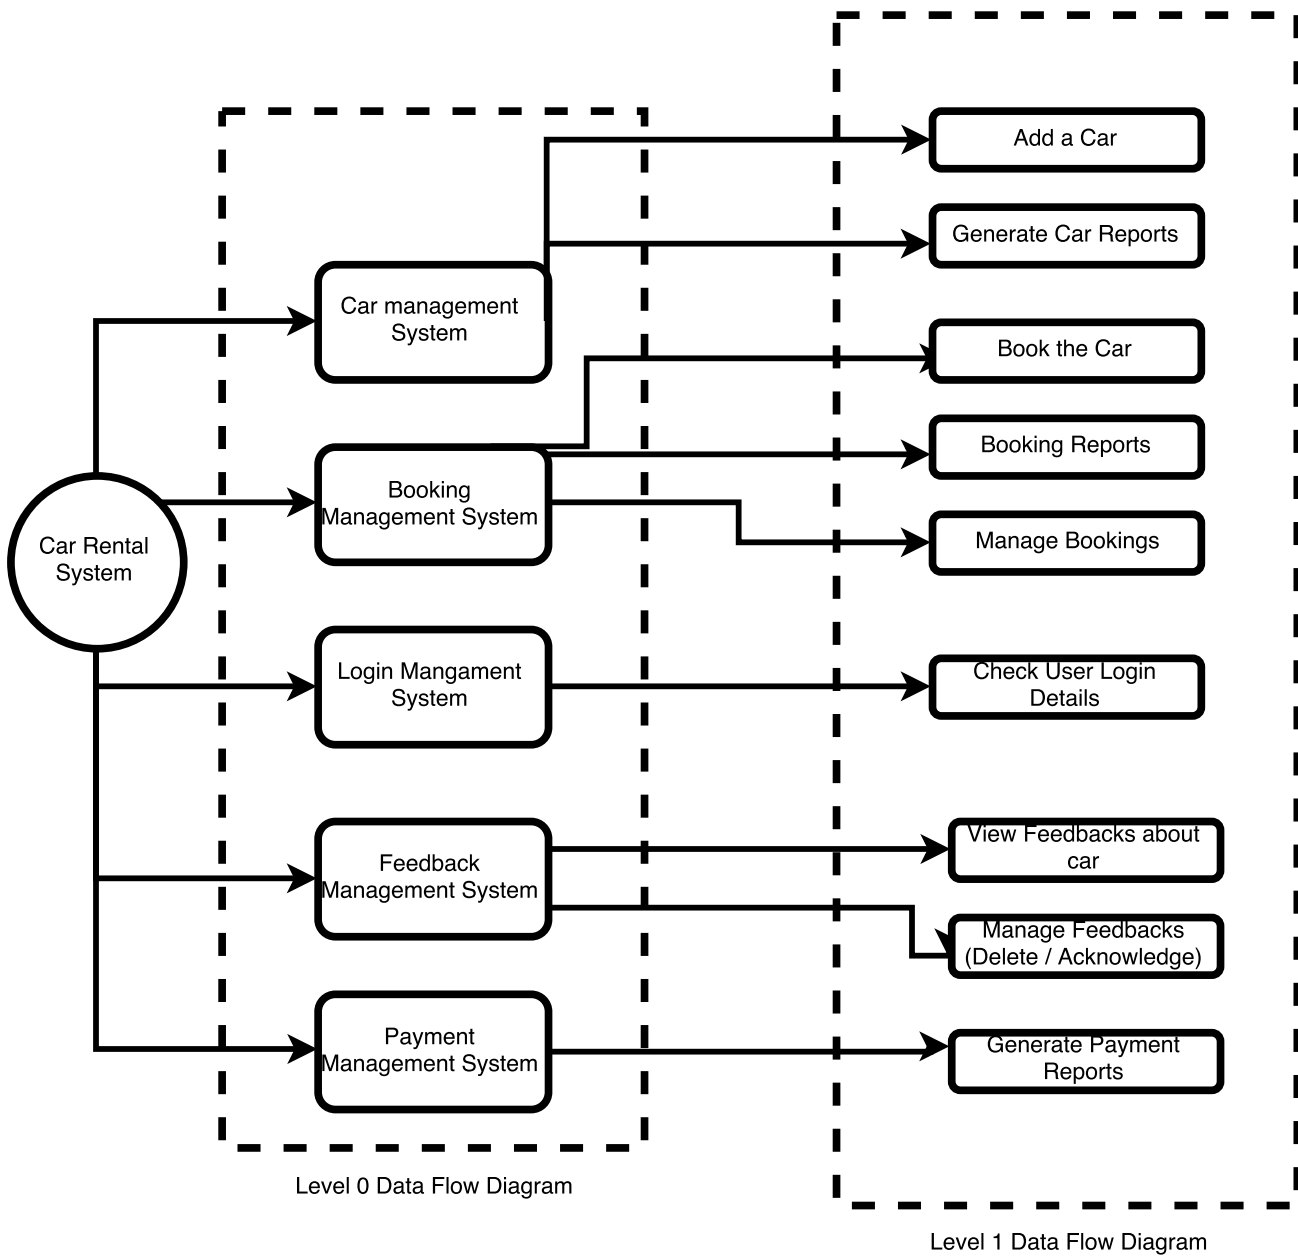 Car Rental
System
Car management
System
Booking
Management System
Login Mangament
System
Feedback
Management System
Payment
Management System
Level 0 Data Flow Diagram
Add a Car
Generate Car Reports
Book the Car
Booking Reports
Manage Bookings
Check User Login
Details
View Feedbacks about
car
Manage Feedbacks
(Delete / Acknowledge)
Generate Payment
Reports
Level 1 Data Flow Diagram